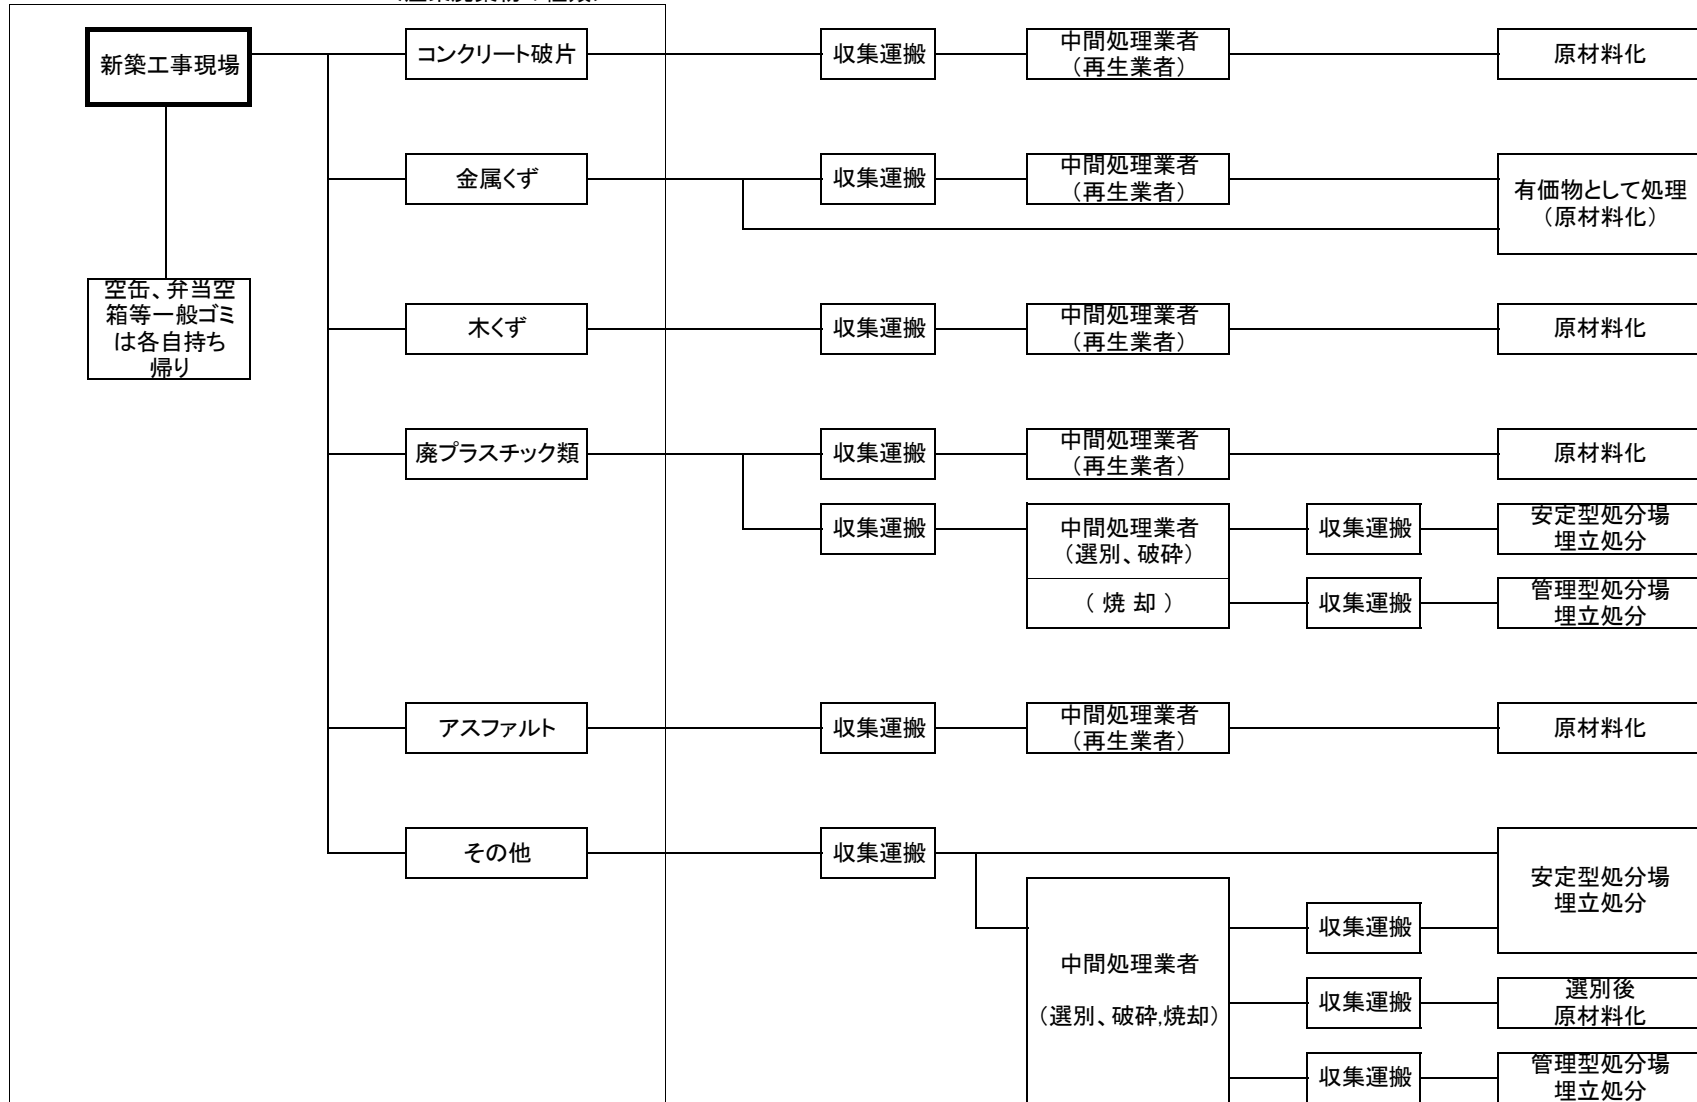 新築工事現場
コンクリート破片
収集運搬
中間処理業者
（再生業者）
原材料化
金属くず
収集運搬
中間処理業者
（再生業者）
有価物として処理
（原材料化）
空缶、弁当空
箱等一般ゴミ
は各自持ち
帰り
木くず
収集運搬
中間処理業者
（再生業者）
原材料化
廃プラスチック類
収集運搬
中間処理業者
（再生業者）
原材料化
収集運搬
中間処理業者
（選別、破砕）
収集運搬
安定型処分場
埋立処分
（ 焼 却 ）
収集運搬
管理型処分場
埋立処分
アスファルト
収集運搬
中間処理業者
（再生業者）
原材料化
その他
収集運搬
安定型処分場
埋立処分
収集運搬
中間処理業者
（選別、破砕,焼却）
収集運搬
選別後
原材料化
収集運搬
管理型処分場
埋立処分